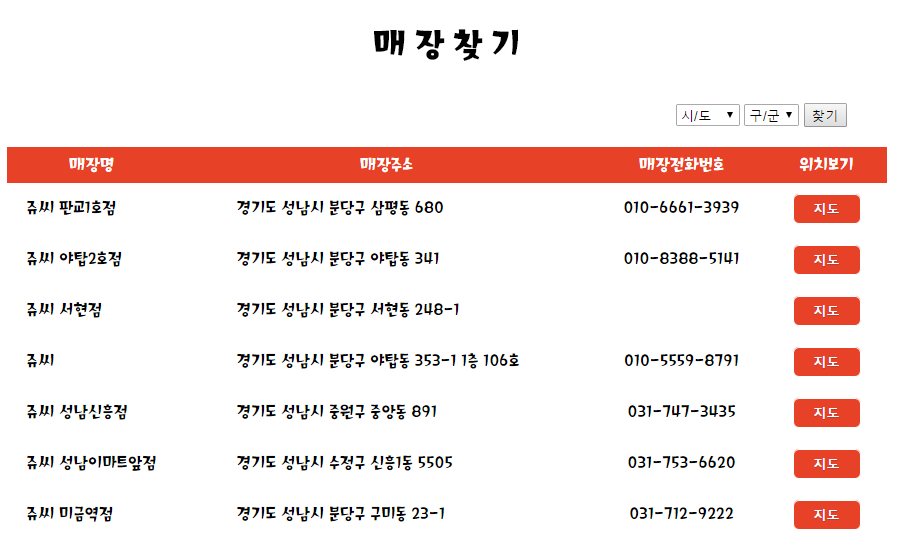 매장찾기
시/도 구/군 찾기
매장명 매장주소 매장전화번호 위치보기
쥬씨 판교1호점 경기도 성남시 분당구 삼평동 680 010-6661-3939 지도
쥬씨 야탑2호점 경기도 성남시 분당구 야탑동 341 010-8388-5141 지도
쥬씨 서현점 경기도 성남시 분당구 서현동 248-1 지도
쥬씨 경기도 성남시 분당구 야탑동 353-1 1층 106호 010-5559-8791 지도
쥬씨 성남신흥점 경기도 성남시 중원구 중앙동 891 031-747-3435 지도
쥬씨 성남이마트앞점 경기도 성남시 수정구 신흥1동 5505 031-753-6620 지도
쥬씨 미금역점 경기도 성남시 분당구 구미동 23-1 031-712-9222 지도